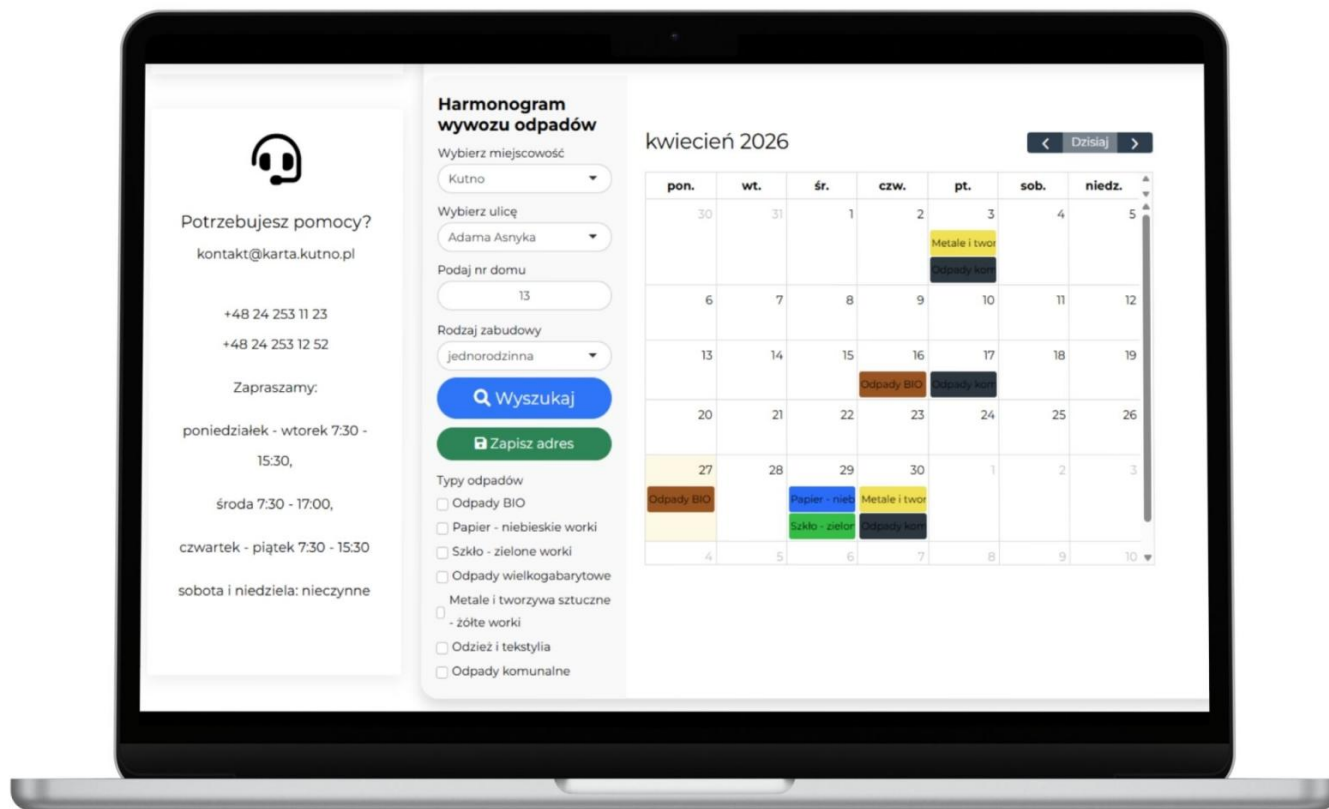 Potrzebujesz pomocy?
kontakt@karta.kutno.pl
+48 24 253 11 23
+48 24 253 12 52
Zapraszamy:
poniedziałek - wtorek 7:30 -
15:30,
środa 7:30 - 17:00,
czwartek - piątek 7:30 - 15:30
sobota i niedziela: nieczynne
Harmonogram
wywozu odpadów
Wybierz miejscowość
Kutno
Wybierz ulicę
Adama Asnyka
Podaj nr domu
13
Rodzaj zabudowy
jednorodzinna
Wyszukaj
Zapisz adres
Typy odpadów
Odpady BIO
Papier - niebieskie worki
Szkło - zielone worki
Odpady wielkogabarytowe
Metale i tworzywa sztuczne
- żółte worki
Odzież i tekstylia
Odpady komunalne
kwiecień 2026
Dzisiaj
pon. wt. śr. czw. pt. sob. niedz.
30 31 1 2 3 4 5
Metale i twor
Odpady kom
6 7 8 9 10 11 12
13 14 15 16 17 18 19
Odpady BIO Odpady kom
20 21 22 23 24 25 26
27 28 29 30 1 2 3
Odpady BIO Papier - nieb Metale i twor
Szkło - zielon Odpady kom
4 5 6 7 8 9 10